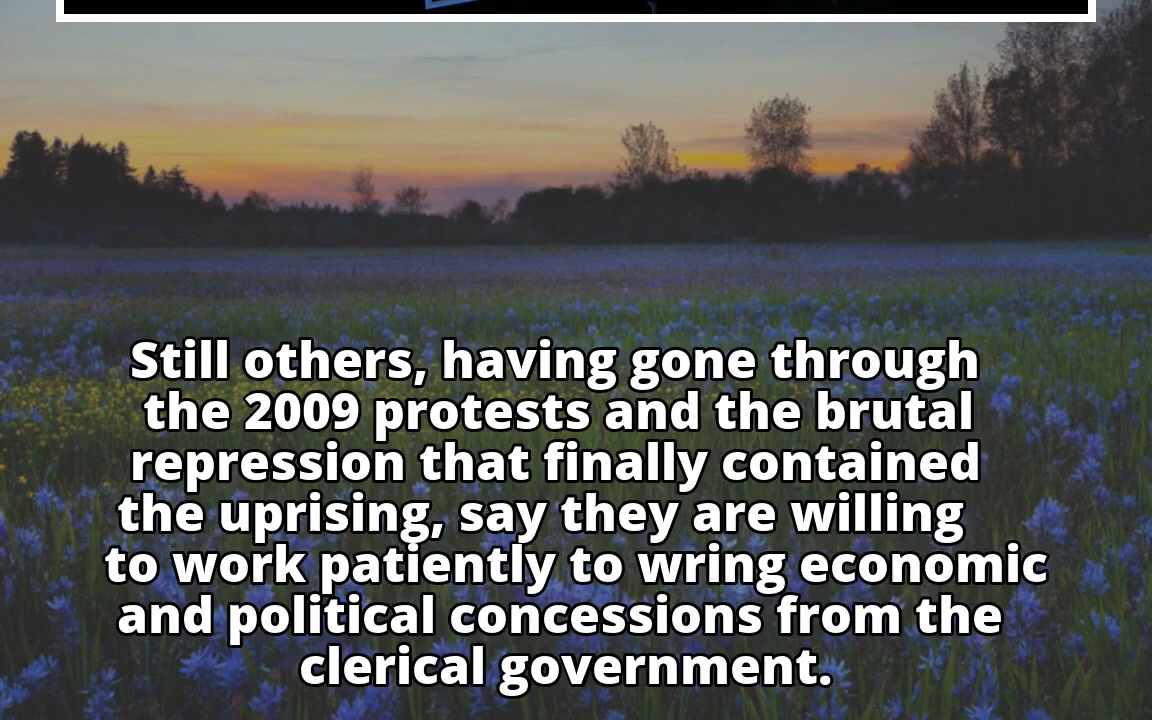 Still others, having gone through
the 2009 protests and the brutal
repression that finally contained
the uprising, say they are willing
to work patiently to wring economic
and political concessions from the
clerical government.